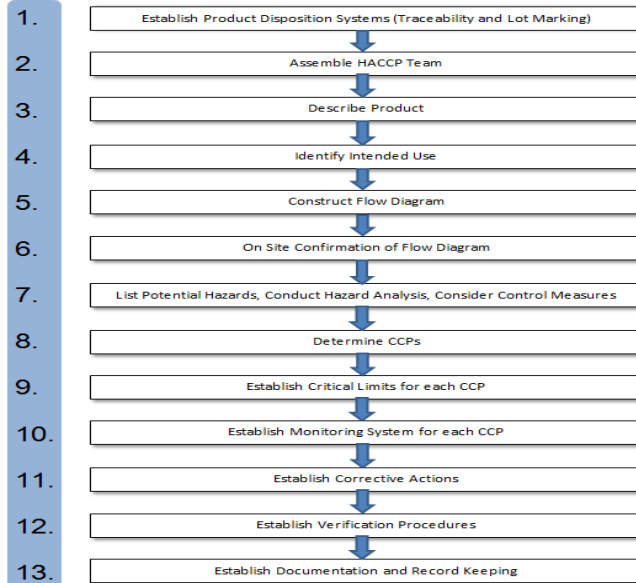 1. Establish Product Disposition Systems (Traceability and Lot Marking)
2. Assemble HACCP Team
3. Describe Product
4. Identify Intended Use
5. Construct Flow Diagram
6. On Site Confirmation of Flow Diagram
7. List Potential Hazards, Conduct Hazard Analysis, Consider Control Measures
8. Determine CCPs
9. Establish Critical Limits for each CCP
10. Establish Monitoring System for each CCP
11. Establish Corrective Actions
12. Establish Verification Procedures
13. Establish Documentation and Record Keeping